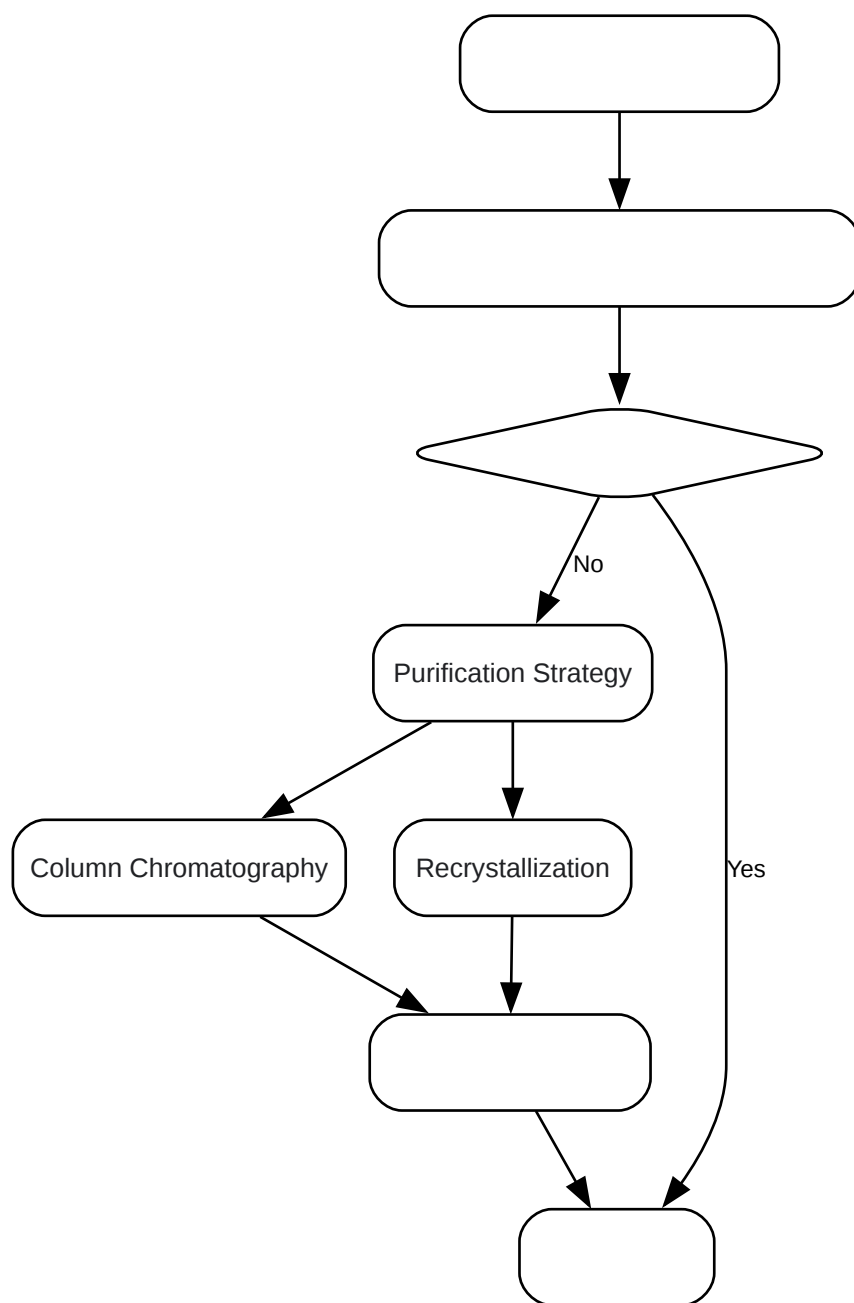 No
Purification Strategy
Column Chromatography
Recrystallization
Yes